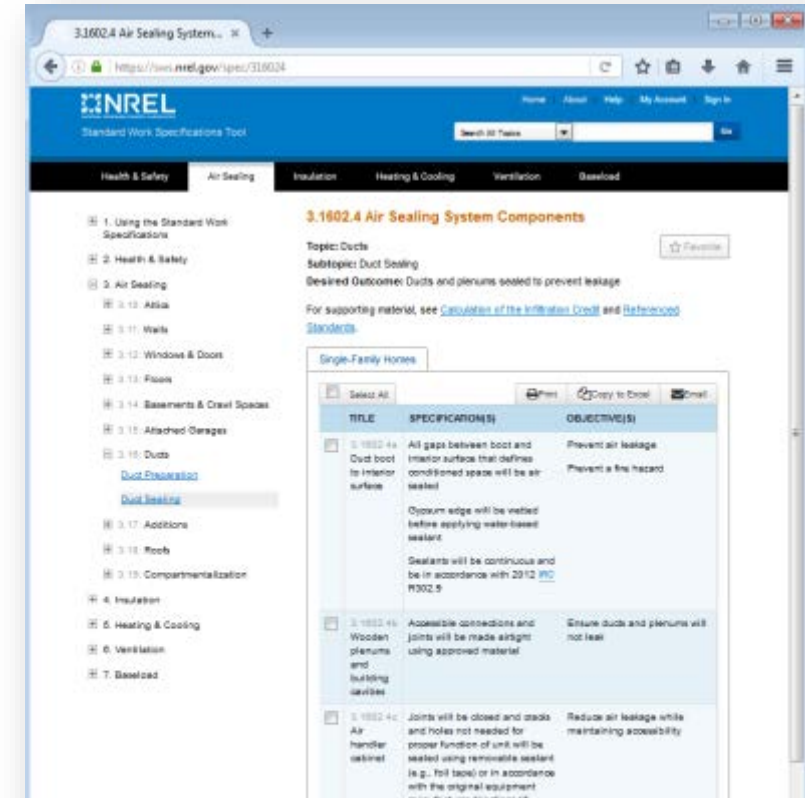 3.1602.4 Air Sealing System...
https://sws.nrel.gov/spec/316024
NREL
Home About Help My Account Sign In
Standard Work Specifications Tool
Search All Topics
Go
Health & Safety Air Sealing Insulation Heating & Cooling Ventilation Baseload
1. Using the Standard Work
Specifications
2. Health & Safety
3. Air Sealing
3.10. Attics
3.11. Walls
3.12. Windows & Doors
3.13. Floors
3.14. Basements & Crawl Spaces
3.15. Attached Garages
3.16. Ducts
Duct Preparation
Duct Sealing
3.17. Additions
3.18. Roofs
3.19. Compartmentalization
4. Insulation
5. Heating & Cooling
6. Ventilation
7. Baseload
3.1602.4 Air Sealing System Components
Topic: Ducts
Favorite
Subtopic: Duct Sealing
Desired Outcome: Ducts and plenums sealed to prevent leakage
For supporting material, see Calculation of the Infiltration Credit and Referenced
Standards.
Single-Family Homes
Select All Print Copy to Excel Email
TITLE SPECIFICATION(S) OBJECTIVE(S)
3.1602.4a
Duct boot
to interior
surface
All gaps between boot and
interior surface that defines
conditioned space will be air
sealed
Gypsum edge will be wetted
before applying water-based
sealant
Sealants will be continuous and
be in accordance with 2012 IRC
R302.9
Prevent air leakage
Prevent a fire hazard
3.1602.4b
Wooden
plenums
and
building
cavities
Accessible connections and
joints will be made airtight
using approved material
Ensure ducts and plenums will
not leak
3.1602.4c
Air
handler
cabinet
Joints will be closed and cracks
and holes not needed for
proper function of unit will be
sealed using removable sealant
(e.g., foil tape) or in accordance
with the original equipment
Reduce air leakage while
maintaining accessibility